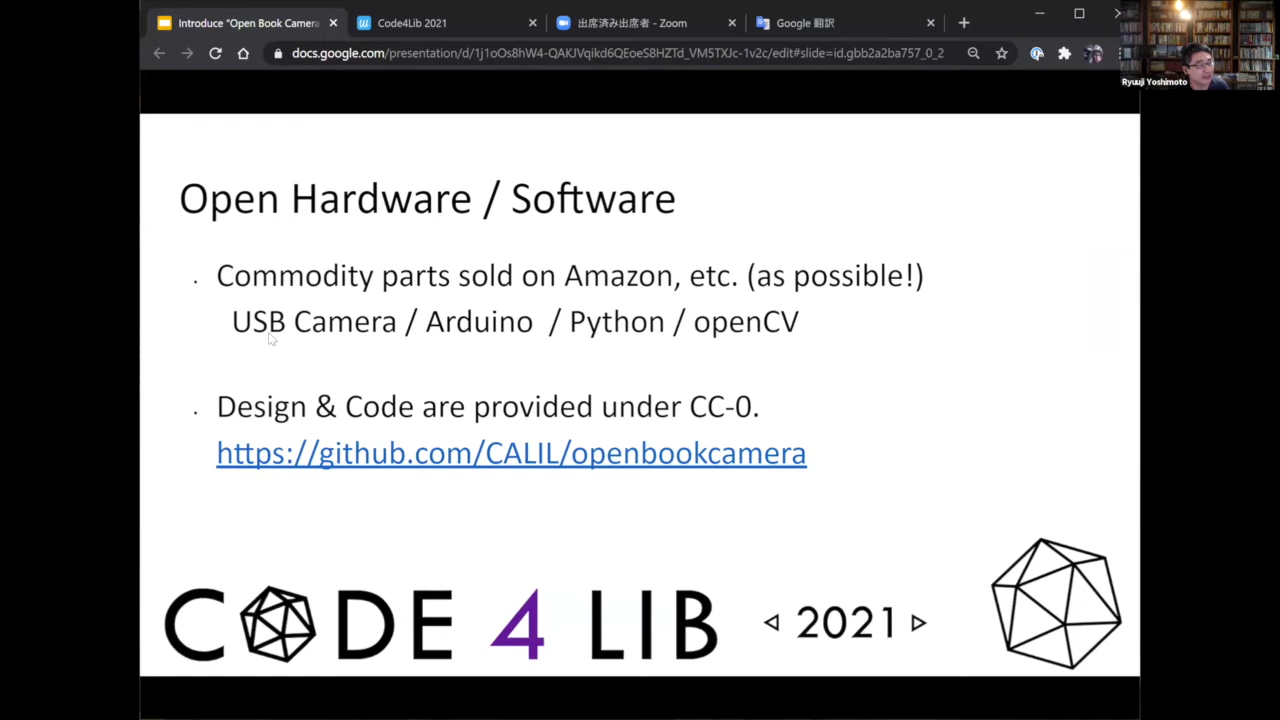 Introduce "Open Book Camera
Code4Lib 2021
出席済み出席者 - Zoom
Google 翻訳
docs.google.com/presentation/d/1j1oOs8hW4-QAKJVqikd6QEoeS8HZTd_VM5TXJc-1v2c/edit#slide=id.gbb2a2ba757_0_2
Ryuuji Yoshimoto
Open Hardware / Software
Commodity parts sold on Amazon, etc. (as possible!)
USB Camera / Arduino / Python / openCV
Design & Code are provided under CC-0.
https://github.com/CALIL/openbookcamera
CODE 4 LIB 2021